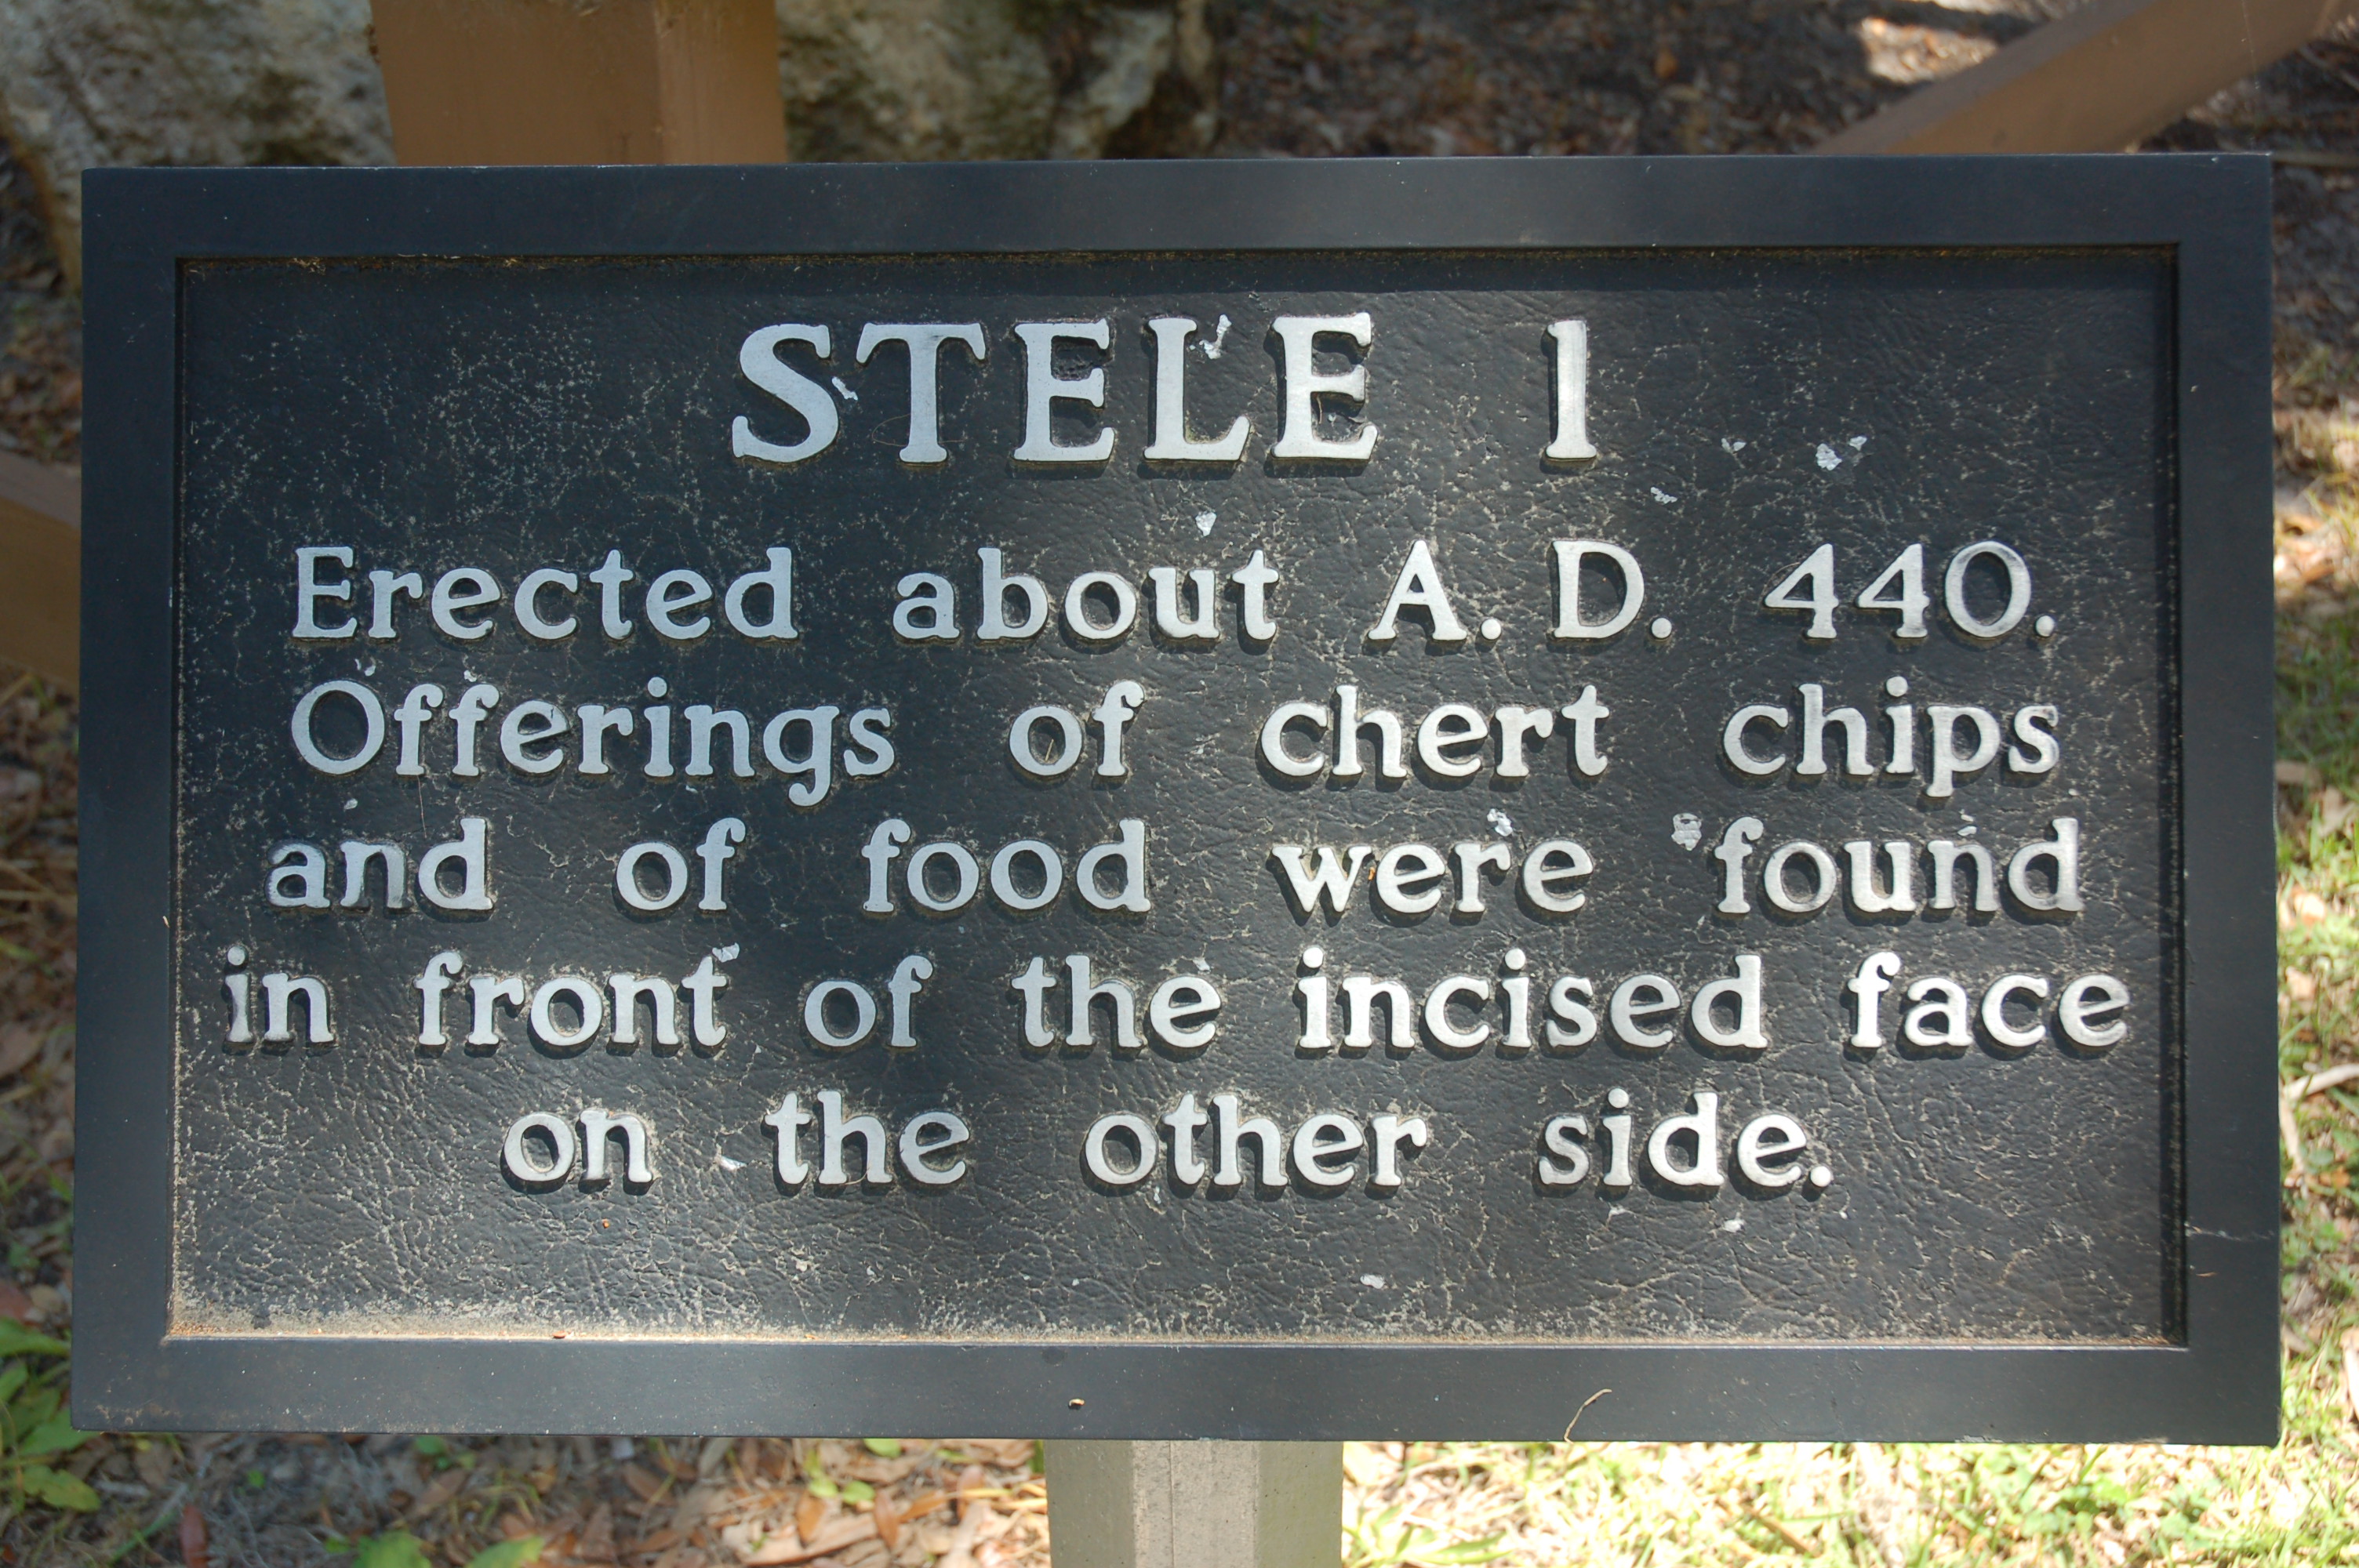 STELE 1
Erected about A. D. 440.
Offerings of chert chips
and of food were found
in front of the incised face
on the other side.